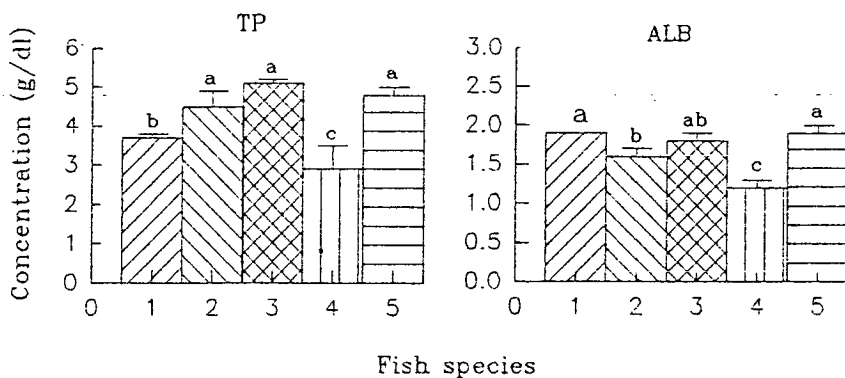 TP
Concentration (g/dl)
6
5
4
3
2
1
0
b
a
a
c
a
0 1 2 3 4 5
ALB
3.0
2.5
2.0
1.5
1.0
0.5
0.0
a
b
ab
c
a
0 1 2 3 4 5
Fish species